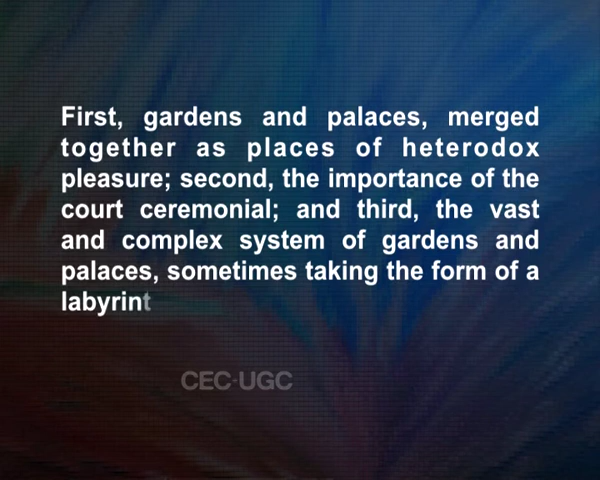 First, gardens and palaces, merged
together as places of heterodox
pleasure; second, the importance of the
court ceremonial; and third, the vast
and complex system of gardens and
palaces, sometimes taking the form of a
labyrint
CEC-UGC